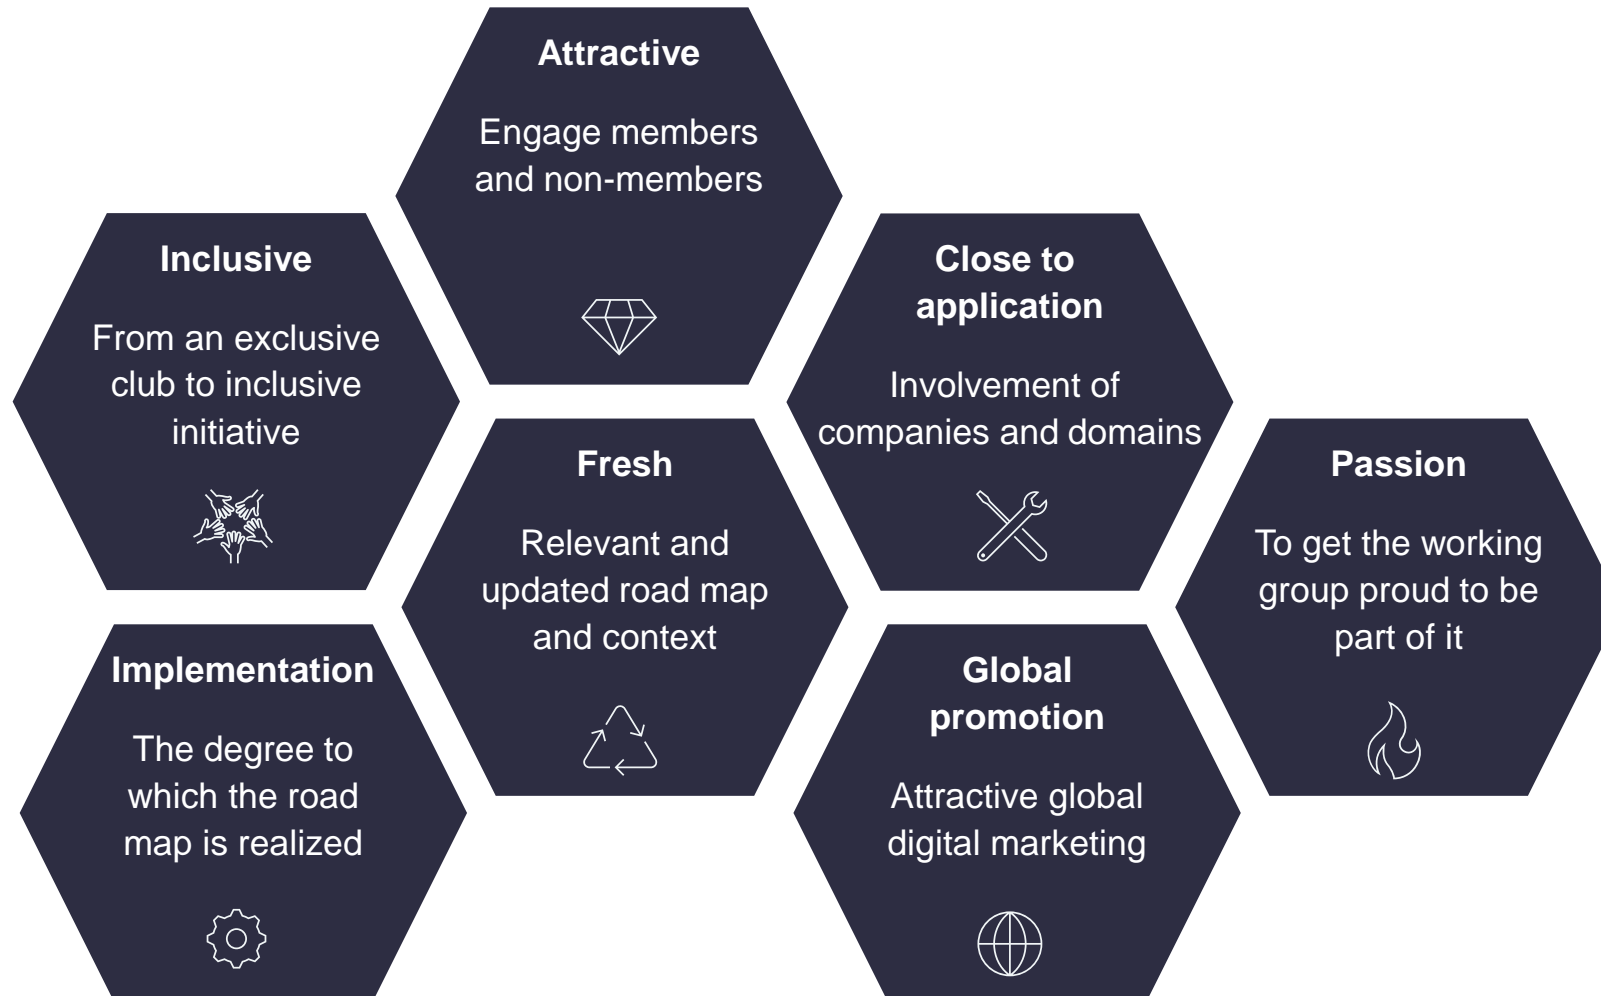 Attractive
Engage members
and non-members
Inclusive
From an exclusive
club to inclusive
initiative
Close to
application
Involvement of
companies and domains
Fresh
Relevant and
updated road map
and context
Passion
To get the working
group proud to be
part of it
Implementation
The degree to
which the road
map is realized
Global
promotion
Attractive global
digital marketing